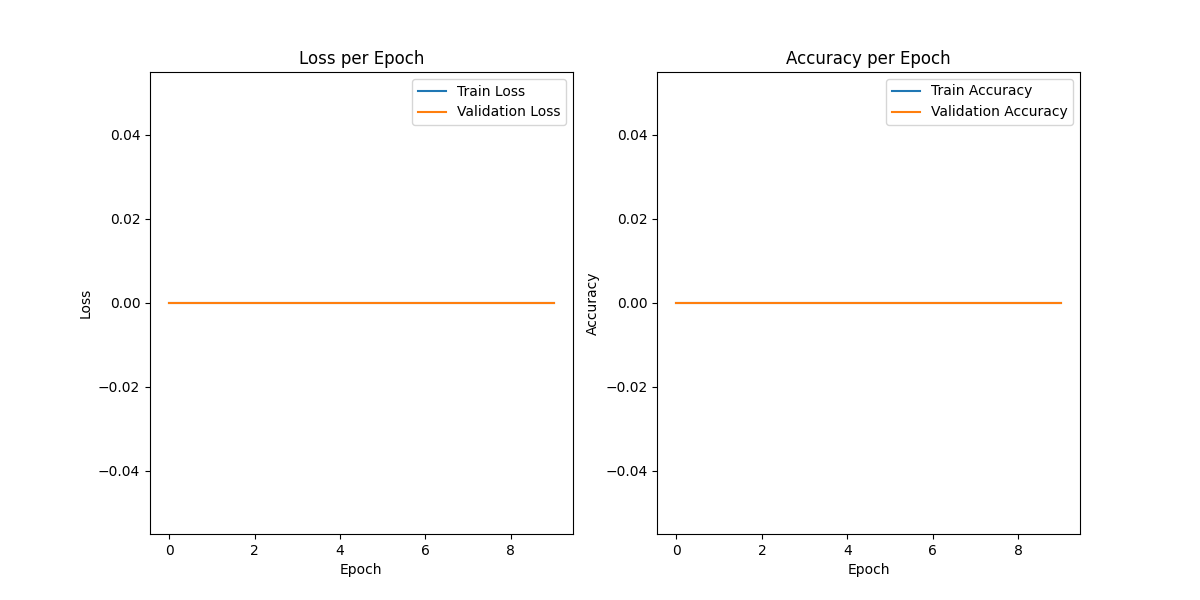 Loss per Epoch
Train Loss
Validation Loss
0.04
0.02
0.00
−0.02
−0.04
Loss
0 2 4 6 8
Epoch
Accuracy per Epoch
Train Accuracy
Validation Accuracy
0.04
0.02
0.00
−0.02
−0.04
Accuracy
0 2 4 6 8
Epoch